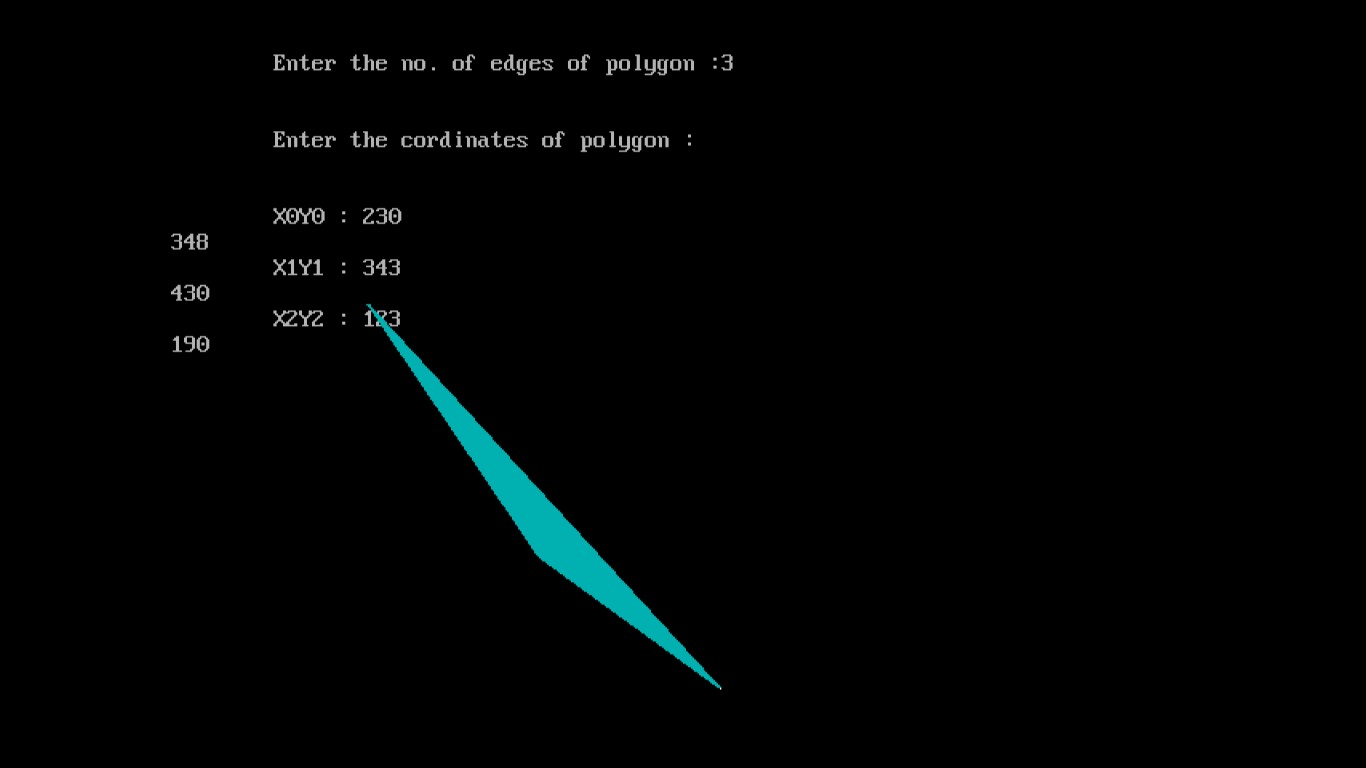 Enter the no. of edges of polygon :3
Enter the cordinates of polygon :
X0Y0 : 230
348
X1Y1 : 343
430
X2Y2 : 123
190